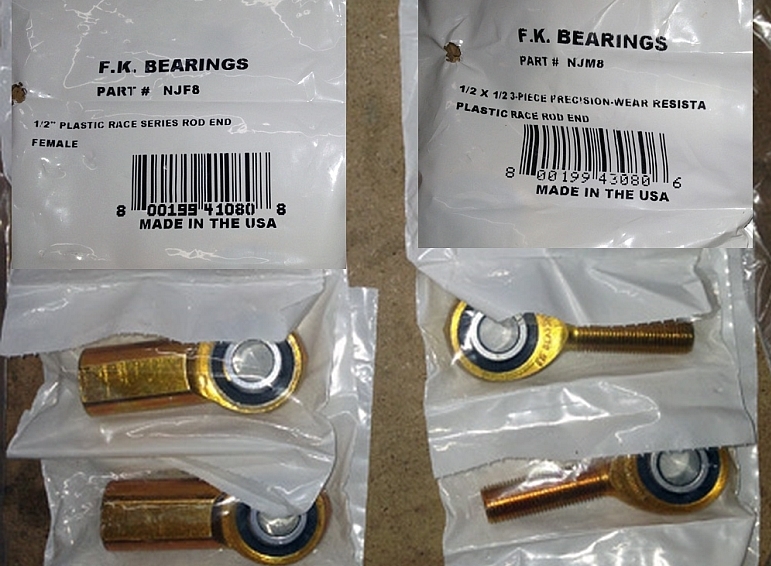 F.K. BEARINGS
PART # NJF8
1/2" PLASTIC RACE SERIES ROD END
FEMALE
8 00199 41080 8
MADE IN THE USA
F.K. BEARINGS
PART # NJM8
1/2 X 1/2 3-PIECE PRECISION-WEAR RESISTA
PLASTIC RACE ROD END
8 00199 43080 6
MADE IN THE USA